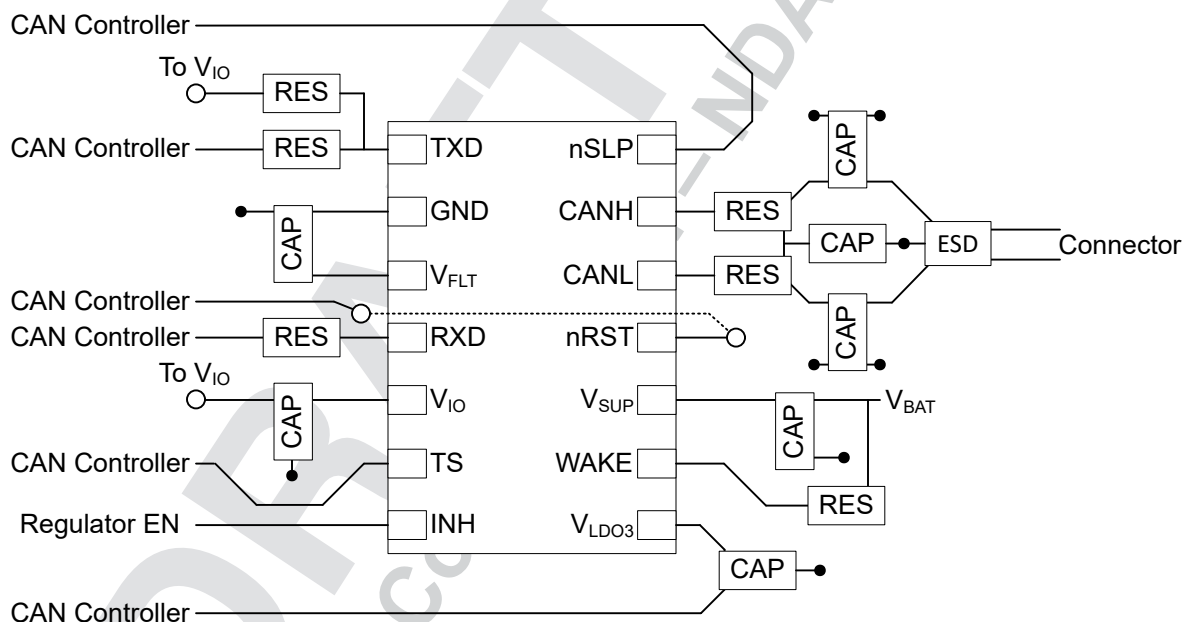 CAN Controller
To VIO
RES
CAN Controller
RES
TXD
nSLP
CAP
GND
CANH
RES
CAP
CAP
ESD
Connector
VFLT
CANL
RES
CAN Controller
CAN Controller
RES
RXD
nRST
CAP
To VIO
CAP
VIO
VSUP
CAP
VBAT
CAN Controller
TS
WAKE
RES
Regulator EN
INH
VLDO3
CAP
CAN Controller
DRAFT